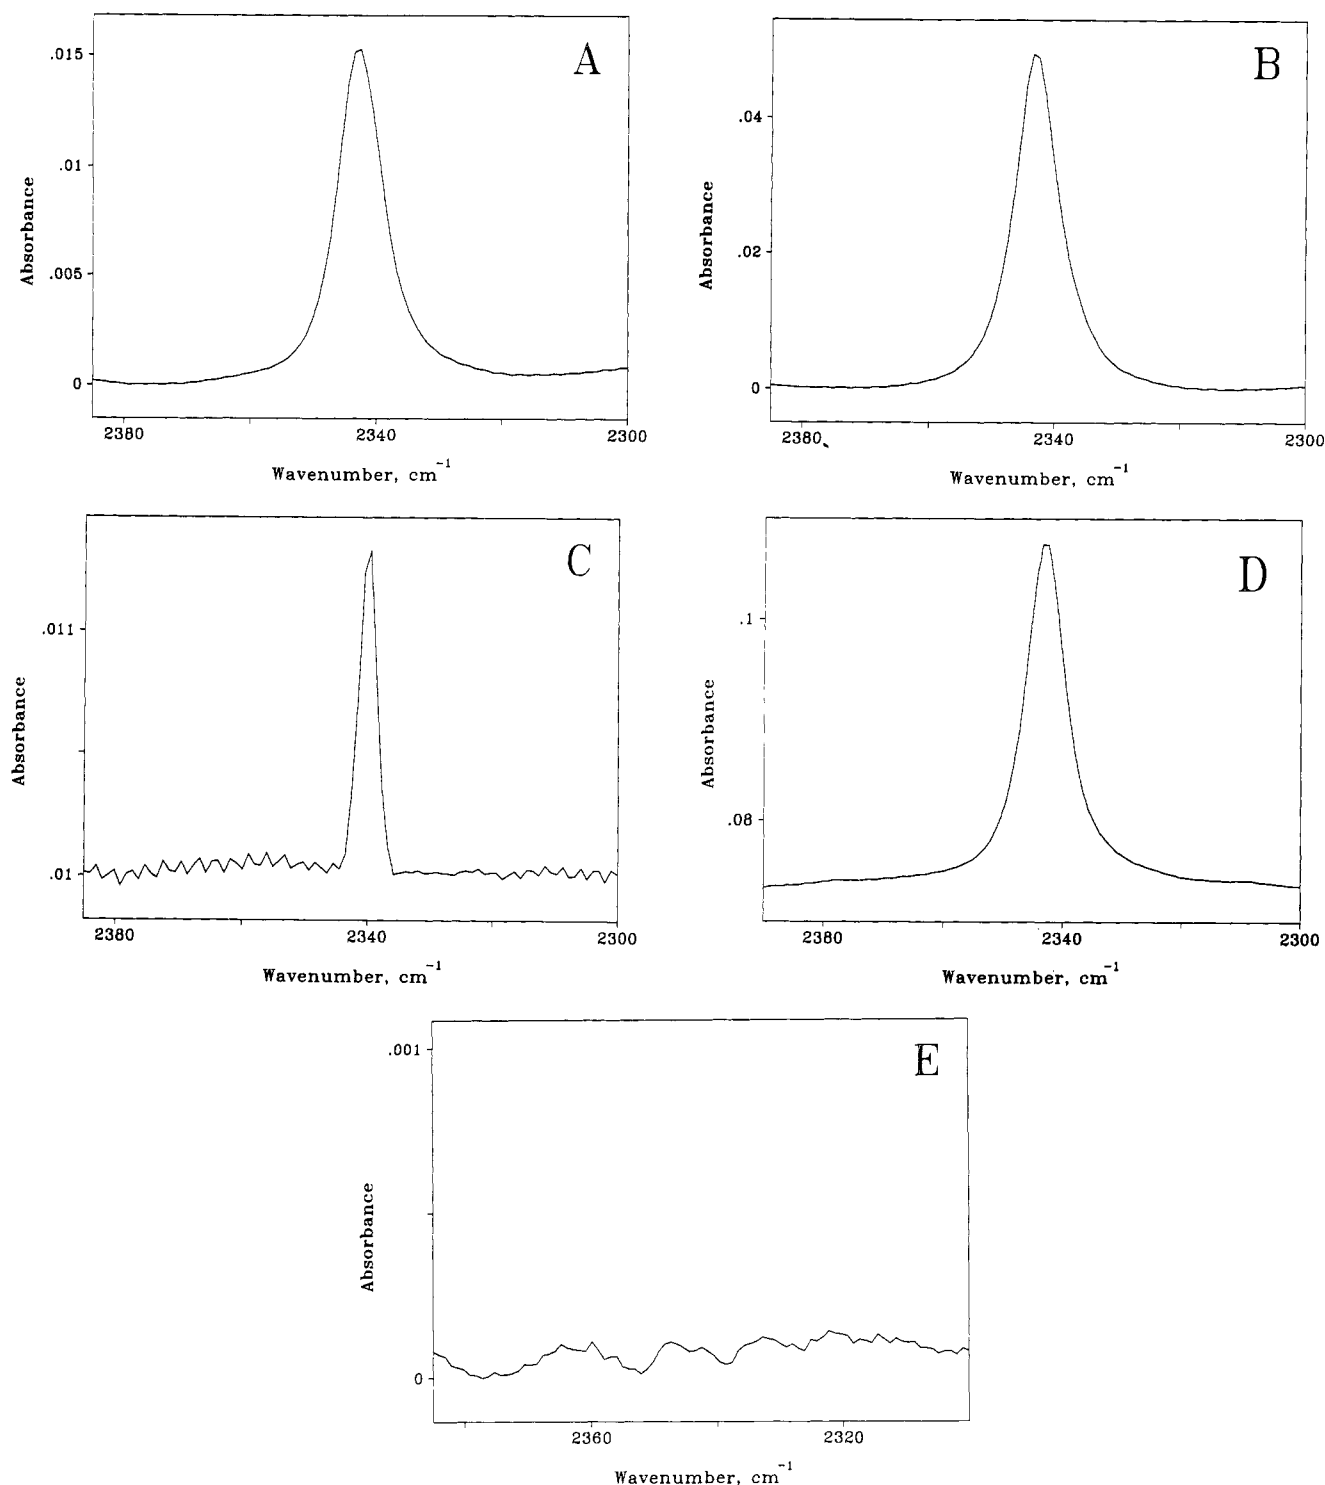 A
.015
.01
.005
0
Absorbance
2380
2340
2300
Wavenumber, cm⁻¹
B
.04
.02
0
Absorbance
2380
2340
2300
Wavenumber, cm⁻¹
C
.011
.01
Absorbance
2380
2340
2300
Wavenumber, cm⁻¹
D
.1
.08
Absorbance
2380
2340
2300
Wavenumber, cm⁻¹
E
.001
0
Absorbance
2360
2320
Wavenumber, cm⁻¹